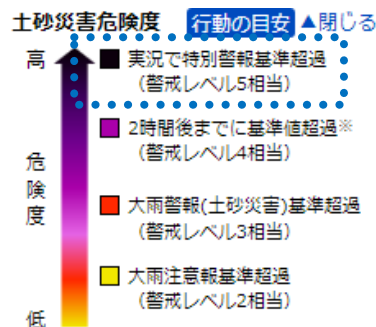 土砂災害危険度 行動の目安 ▲閉じる
高
実況で特別警報基準超過
(警戒レベル5相当)
2時間後までに基準値超過※
(警戒レベル4相当)
危険度
大雨警報(土砂災害)基準超過
(警戒レベル3相当)
大雨注意報基準超過
(警戒レベル2相当)
低